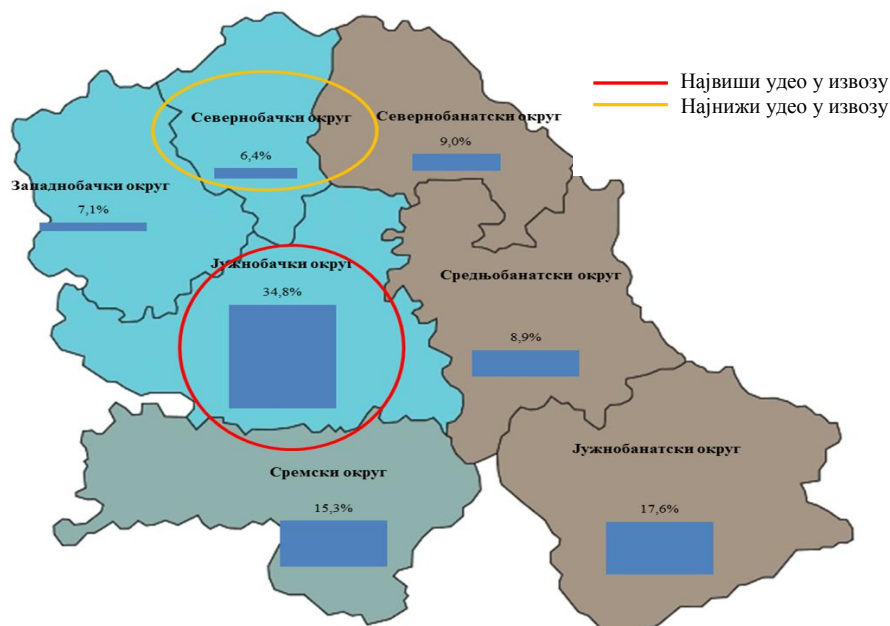 Највиши удео у извозу
Најнижи удео у извозу
Севернобачки округ
6,4%
Севернобанатски округ
9,0%
Западнобачки округ
7,1%
Јужнобачки округ
34,8%
Средњобанатски округ
8,9%
Сремски округ
15,3%
Јужнобанатски округ
17,6%